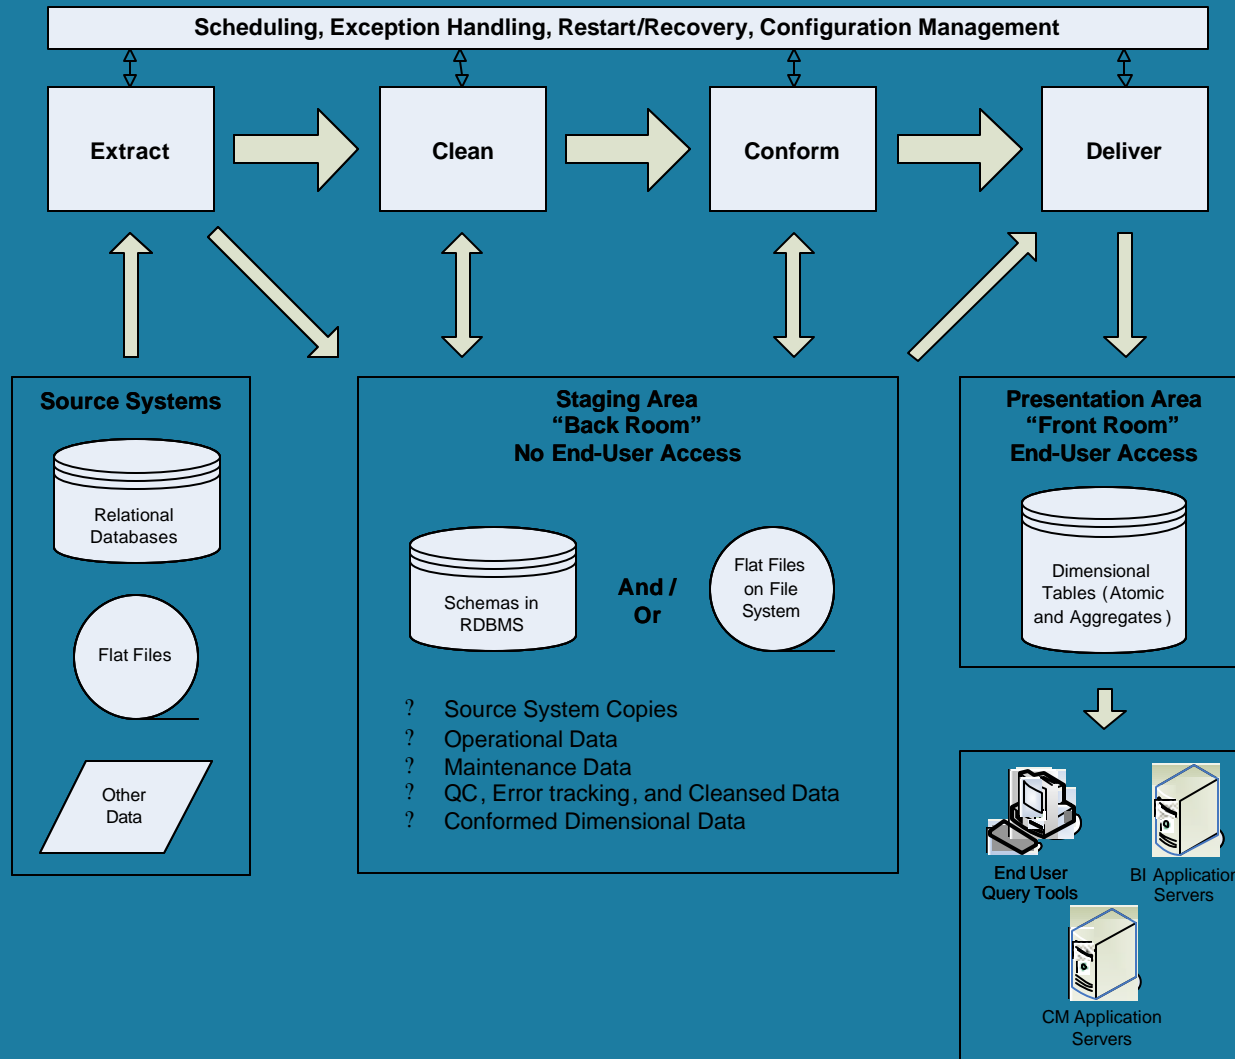 Scheduling, Exception Handling, Restart/Recovery, Configuration Management
Extract
Clean
Conform
Deliver
Source Systems
Relational
Databases
Flat Files
Other
Data
Staging Area
“Back Room”
No End-User Access
Schemas in
RDBMS
And /
Or
Flat Files
on File
System
? Source System Copies
? Operational Data
? Maintenance Data
? QC, Error tracking, and Cleansed Data
? Conformed Dimensional Data
Presentation Area
“Front Room”
End-User Access
Dimensional
Tables (Atomic
and Aggregates )
End User
Query Tools
BI Application
Servers
CM Application
Servers